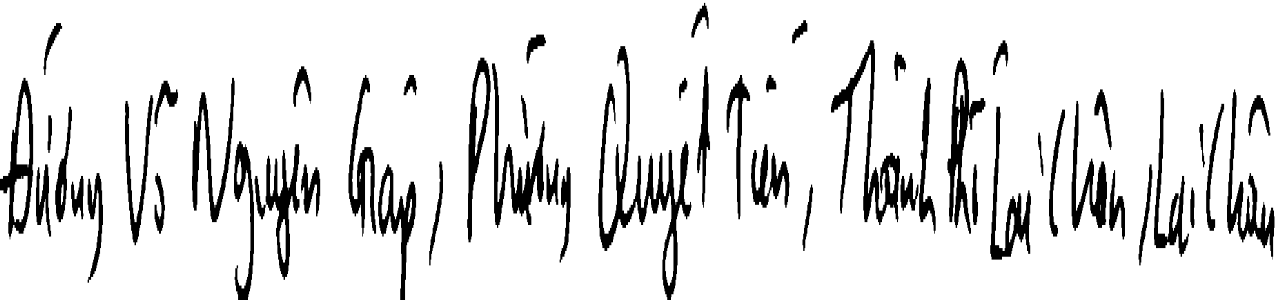 Đường Võ Nguyên Giáp, Phường Quyết Tiến, Thành Phố Lai Châu, Lai Châu